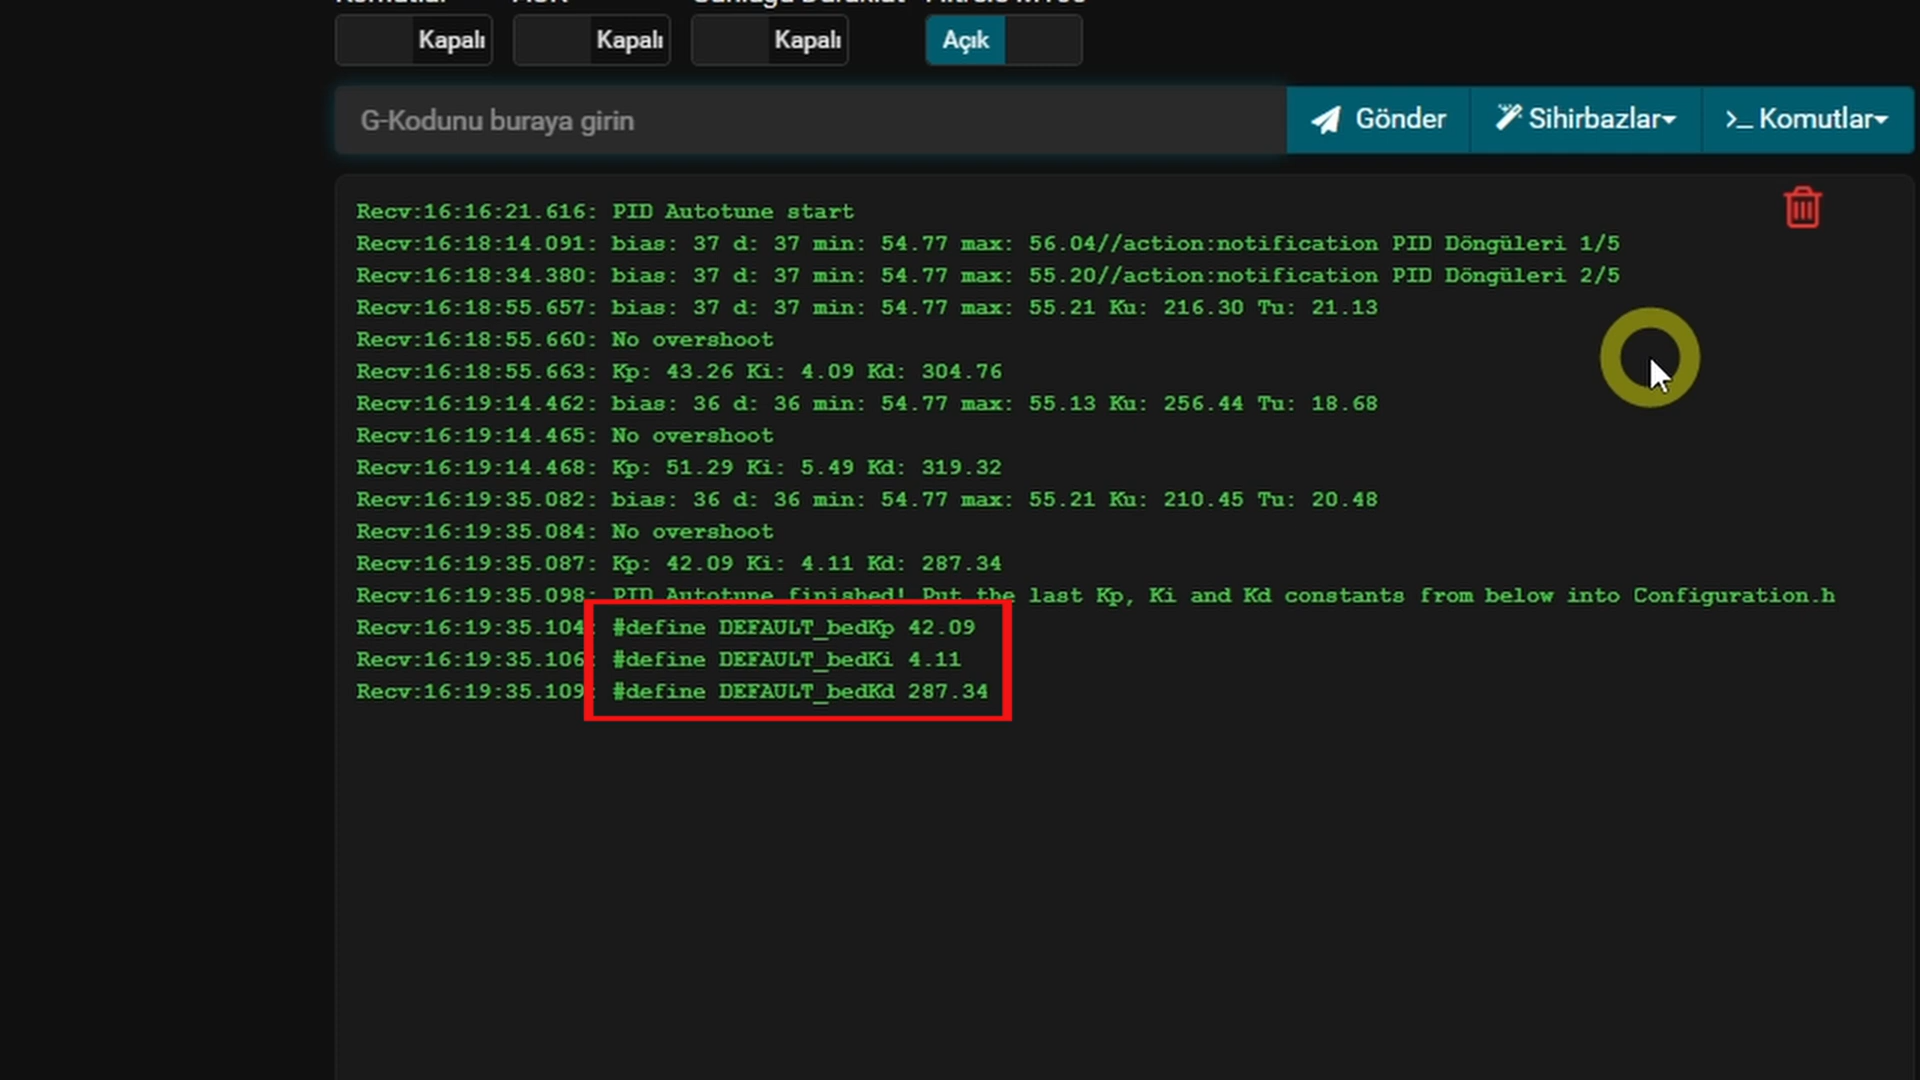 Kapalı Kapalı Kapalı Açık
G-Kodunu buraya girin Gönder Sihirbazlar >_ Komutlar
Recv:16:16:21.616: PID Autotune start
Recv:16:18:14.091: bias: 37 d: 37 min: 54.77 max: 56.04//action:notification PID Döngüleri 1/5
Recv:16:18:34.380: bias: 37 d: 37 min: 54.77 max: 55.20//action:notification PID Döngüleri 2/5
Recv:16:18:55.657: bias: 37 d: 37 min: 54.77 max: 55.21 Ku: 216.30 Tu: 21.13
Recv:16:18:55.660: No overshoot
Recv:16:18:55.663: Kp: 43.26 Ki: 4.09 Kd: 304.76
Recv:16:19:14.462: bias: 36 d: 36 min: 54.77 max: 55.13 Ku: 256.44 Tu: 18.68
Recv:16:19:14.465: No overshoot
Recv:16:19:14.468: Kp: 51.29 Ki: 5.49 Kd: 319.32
Recv:16:19:35.082: bias: 36 d: 36 min: 54.77 max: 55.21 Ku: 210.45 Tu: 20.48
Recv:16:19:35.084: No overshoot
Recv:16:19:35.087: Kp: 42.09 Ki: 4.11 Kd: 287.34
Recv:16:19:35.098: PID Autotune finished! Put the last Kp, Ki and Kd constants from below into Configuration.h
Recv:16:19:35.104: #define DEFAULT_bedKp 42.09
Recv:16:19:35.106: #define DEFAULT_bedKi 4.11
Recv:16:19:35.109: #define DEFAULT_bedKd 287.34